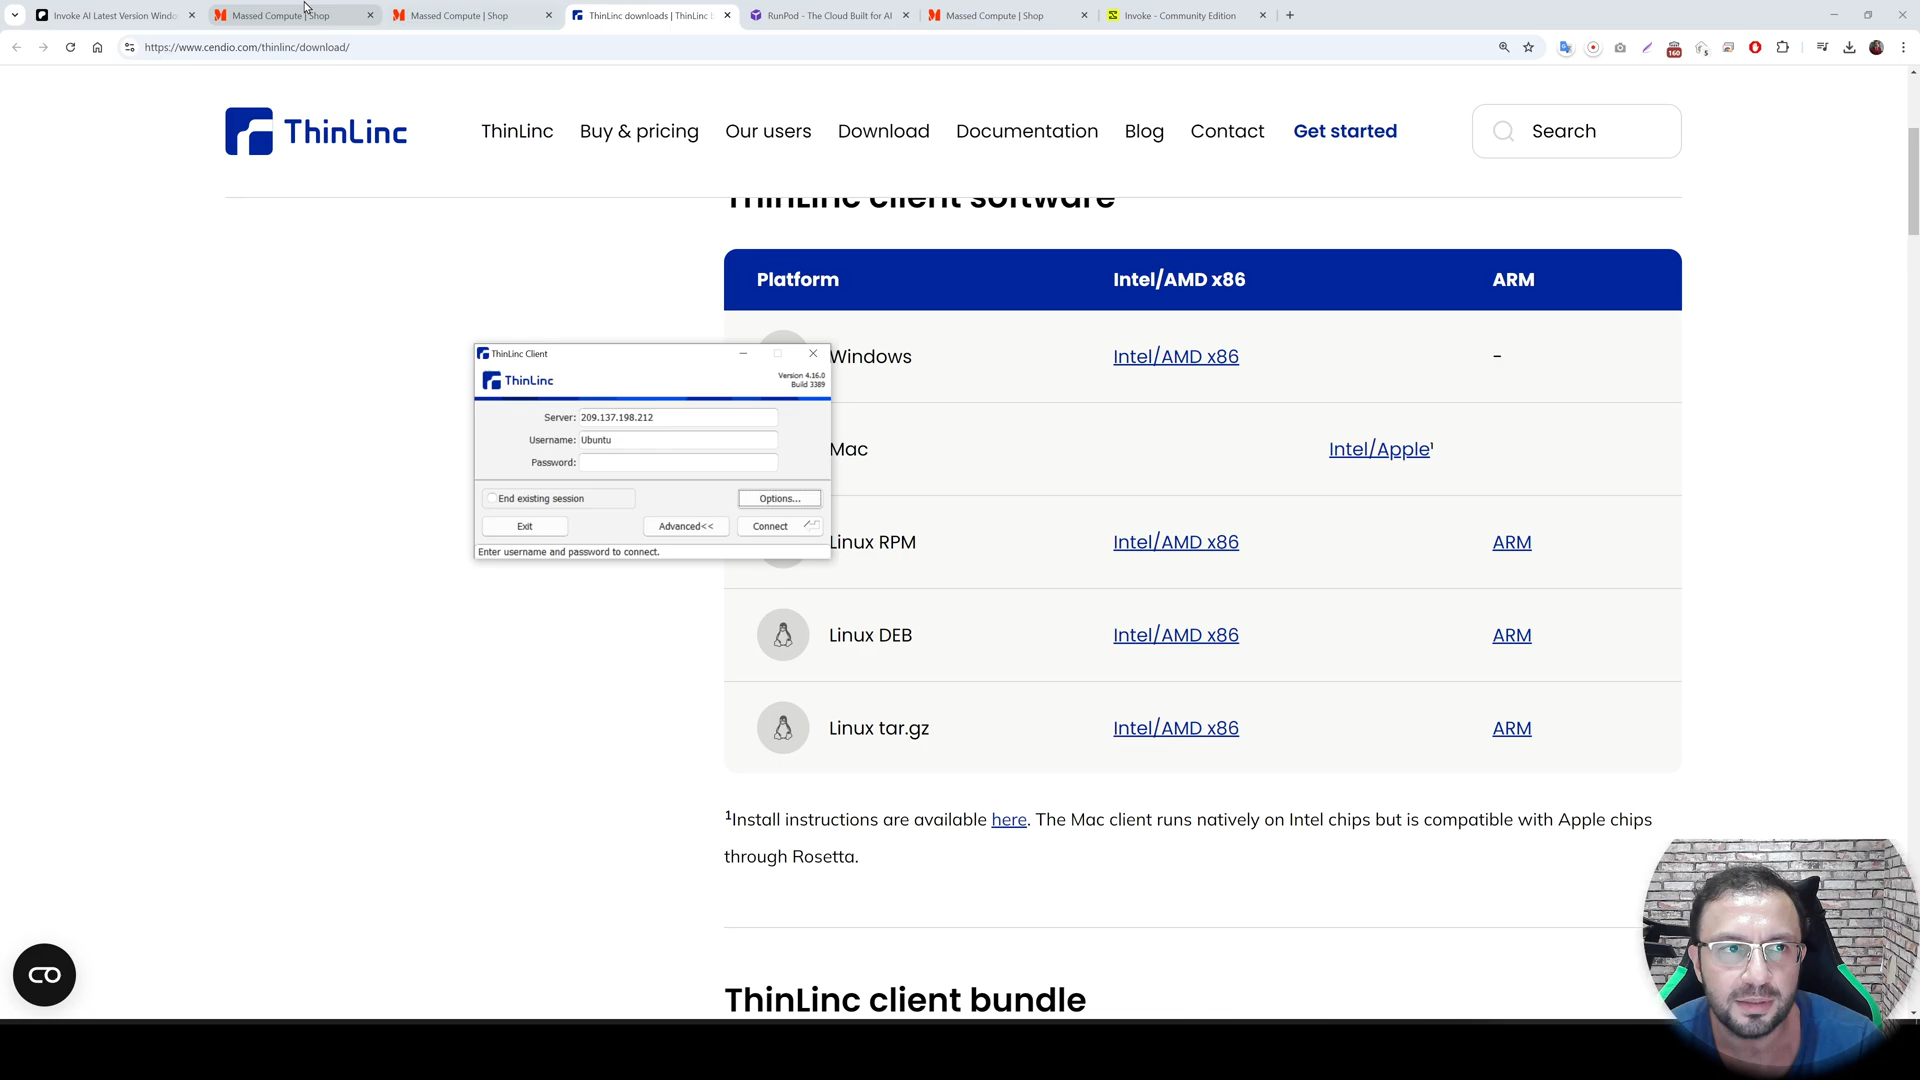 Invoke AI Latest Version Windo
Massed Compute | Shop
Massed Compute | Shop
ThinLinc downloads | ThinLinc b
RunPod - The Cloud Built for AI
Massed Compute | Shop
Invoke - Community Edition
https://www.cendio.com/thinlinc/download/
160
5
ThinLinc
ThinLinc
Buy & pricing
Our users
Download
Documentation
Blog
Contact
Get started
Search
ThinLinc client software
Platform
Intel/AMD x86
ARM
Windows
Intel/AMD x86
-
Mac
Intel/Apple¹
Linux RPM
Intel/AMD x86
ARM
Linux DEB
Intel/AMD x86
ARM
Linux tar.gz
Intel/AMD x86
ARM
ThinLinc Client
ThinLinc
Version 4.16.0
Build 3389
Server: 209.137.198.212
Username: Ubuntu
Password:
End existing session
Options...
Exit
Advanced<<
Connect
Enter username and password to connect.
¹Install instructions are available here. The Mac client runs natively on Intel chips but is compatible with Apple chips
through Rosetta.
ThinLinc client bundle